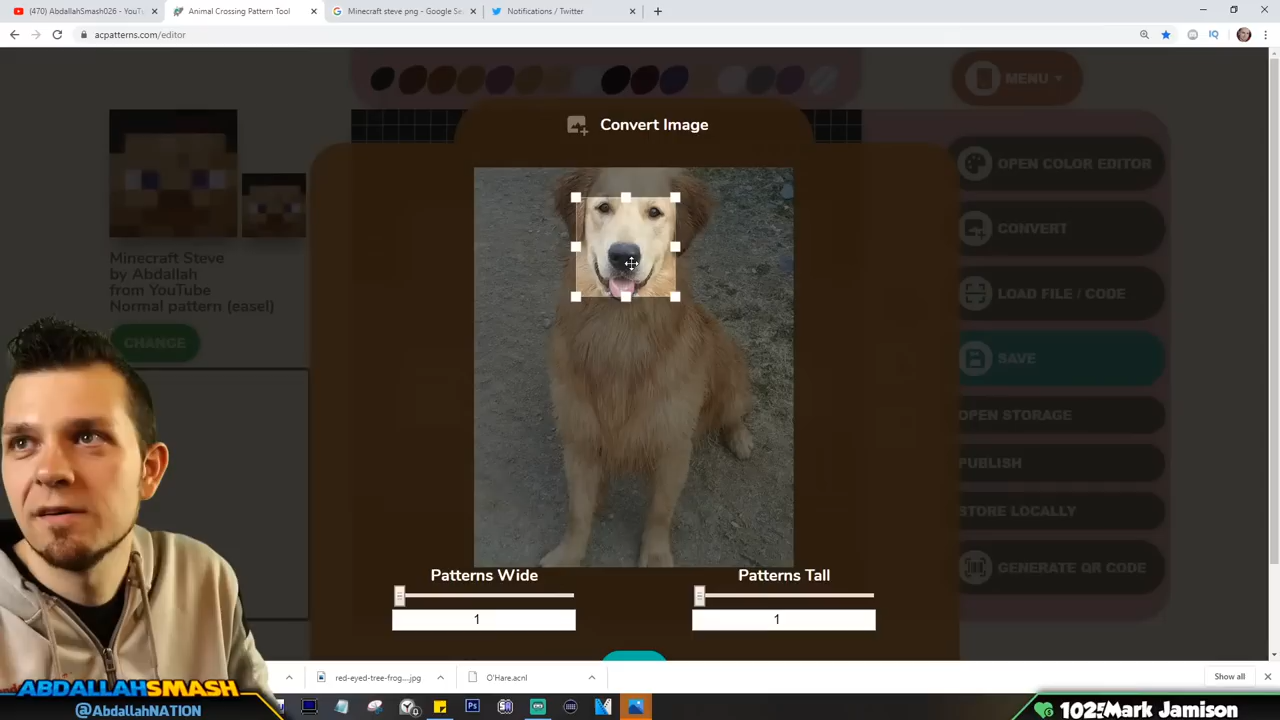 (470) AbdallahSmash026 - YouTu
Animal Crossing Pattern Tool
Minecraft steve png - Google Se
Notifications / Twitter
acpatterns.com/editor
MENU
Convert Image
OPEN COLOR EDITOR
CONVERT
LOAD FILE / CODE
SAVE
OPEN STORAGE
PUBLISH
STORE LOCALLY
GENERATE QR CODE
Minecraft Steve
by Abdallah
from YouTube
Normal pattern (ezel)
CHANGE
Patterns Wide
Patterns Tall
1
1
red-eyed-tree-frog....jpg
O'Hare.acnl
Show all
ABDALLAHSMASH
@AbdallahNATION
Ps
1025
Mark Jamison